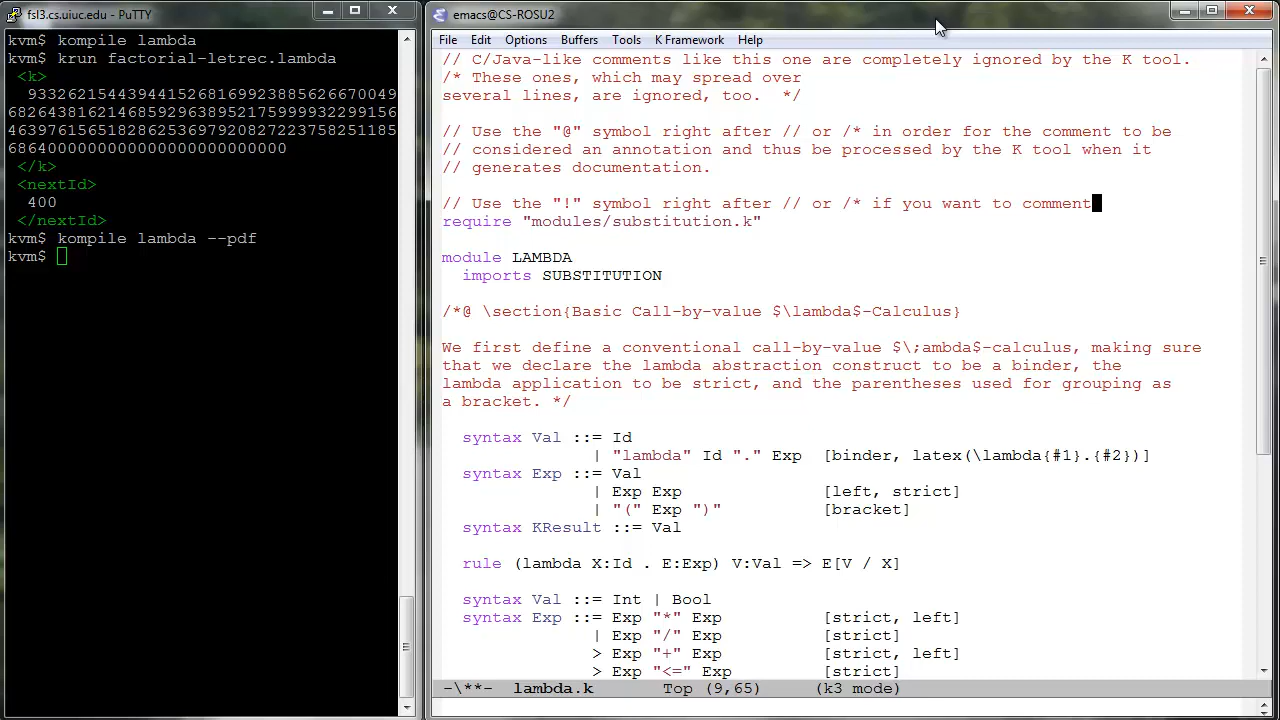 fsl3.cs.uiuc.edu - PuTTY
kvm$ kompile lambda
kvm$ krun factorial-letrec.lambda
<k>
9332621544394415268169923885626670049
0682643816214685929638952175999932299156
8463976156518286253697920827223758251185
26864000000000000000000000000
</k>
<nextId>
400
</nextId>
kvm$ kompile lambda --pdf
kvm$
emacs@CS-ROSU2
File Edit Options Buffers Tools K Framework Help
// C/Java-like comments like this one are completely ignored by the K tool.
/* These ones, which may spread over
several lines, are ignored, too. */
// Use the "@" symbol right after // or /* in order for the comment to be
// considered an annotation and thus be processed by the K tool when it
// generates documentation.
// Use the "!" symbol right after // or /* if you want to comment
require "modules/substitution.k"
module LAMBDA
imports SUBSTITUTION
/*@ \section{Basic Call-by-value $\lambda$-Calculus}
We first define a conventional call-by-value $\;ambda$-calculus, making sure
that we declare the lambda abstraction construct to be a binder, the
lambda application to be strict, and the parentheses used for grouping as
a bracket. */
syntax Val ::= Id
| "lambda" Id "." Exp [binder, latex(\lambda{#1}.{#2})]
syntax Exp ::= Val
| Exp Exp [left, strict]
| "(" Exp ")" [bracket]
syntax KResult ::= Val
rule (lambda X:Id . E:Exp) V:Val => E[V / X]
syntax Val ::= Int | Bool
syntax Exp ::= Exp "*" Exp [strict, left]
| Exp "/" Exp [strict]
> Exp "+" Exp [strict, left]
> Exp "<=" Exp [strict]
-\**- lambda.k Top (9,65) (k3 mode)